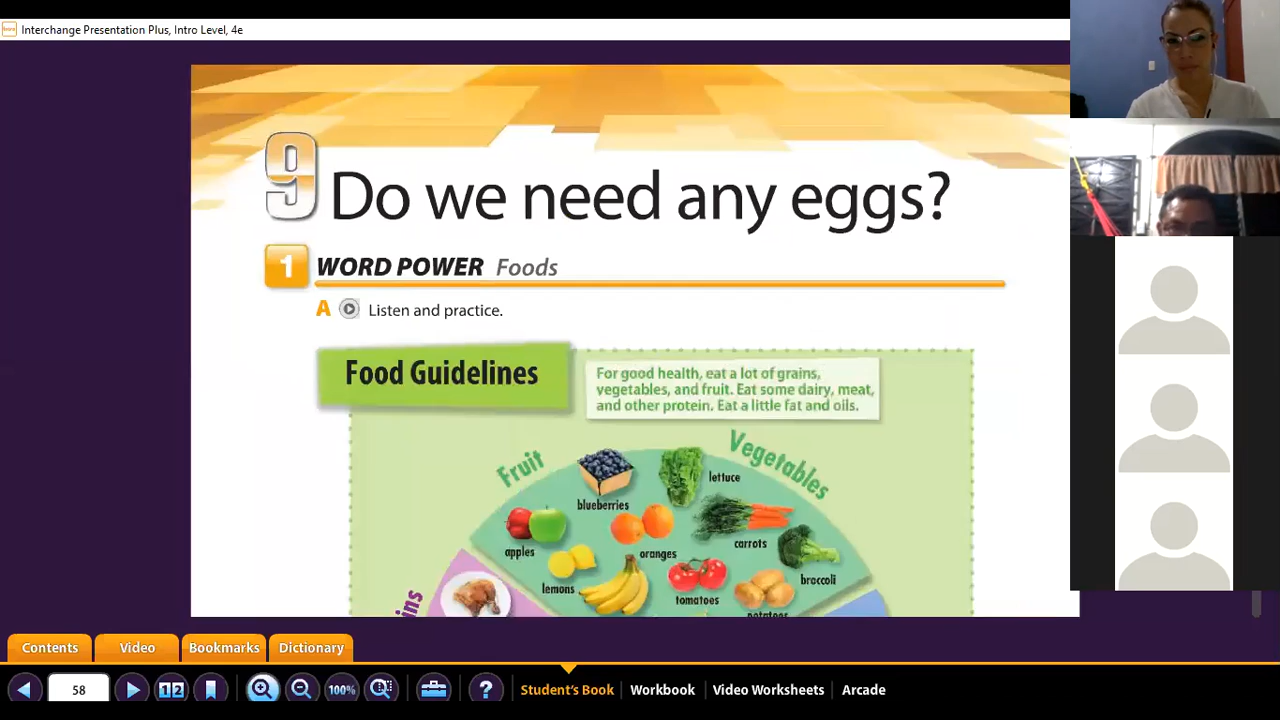 Interchange Presentation Plus, Intro Level, 4e
9 Do we need any eggs?
1 WORD POWER Foods
A Listen and practice.
Food Guidelines
For good health, eat a lot of grains,
vegetables, and fruit. Eat some dairy, meat,
and other protein. Eat a little fat and oils.
Fruit
Vegetables
lettuce
blueberries
carrots
apples
oranges
broccoli
lemons
tomatoes
potatoes
ins
Contents Video Bookmarks Dictionary
58 12 100% ? Student's Book Workbook Video Worksheets Arcade